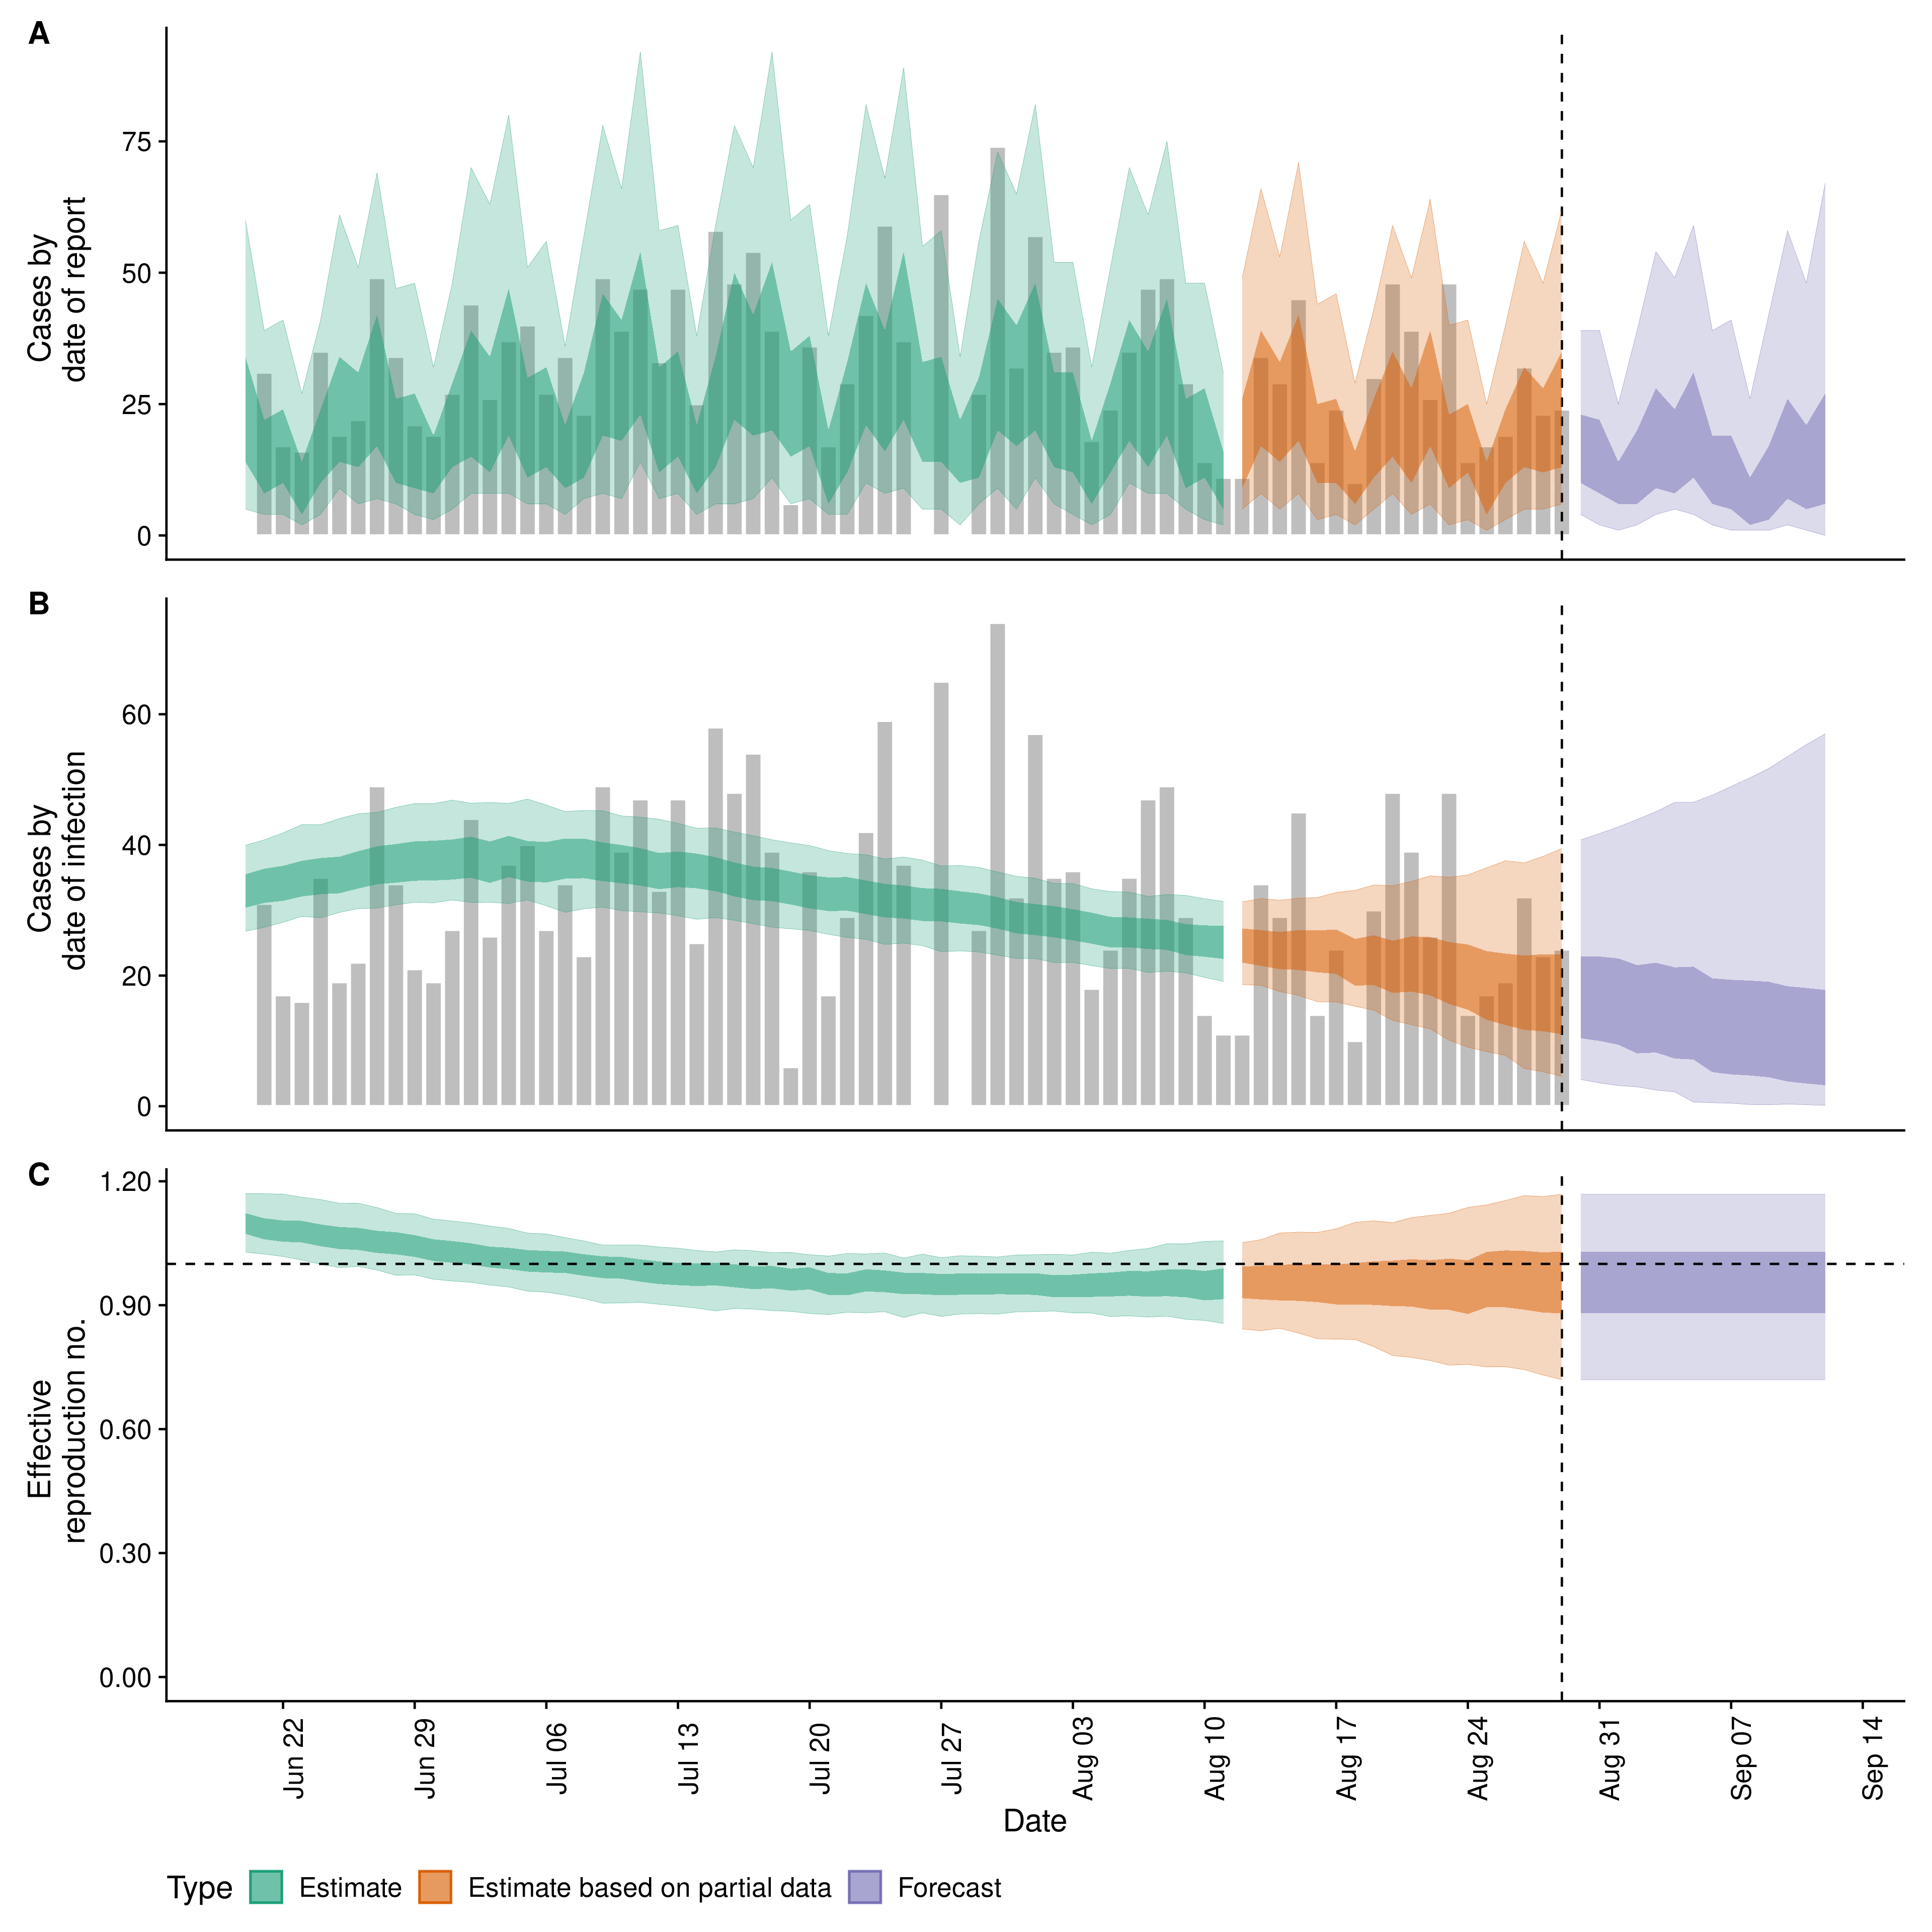 A
Cases by
date of report
75
50
25
0
B
Cases by
date of infection
60
40
20
0
C
Effective
reproduction no.
1.20
0.90
0.60
0.30
0.00
Jun 22
Jun 29
Jul 06
Jul 13
Jul 20
Jul 27
Aug 03
Aug 10
Aug 17
Aug 24
Aug 31
Sep 07
Sep 14
Date
Type Estimate Estimate based on partial data Forecast